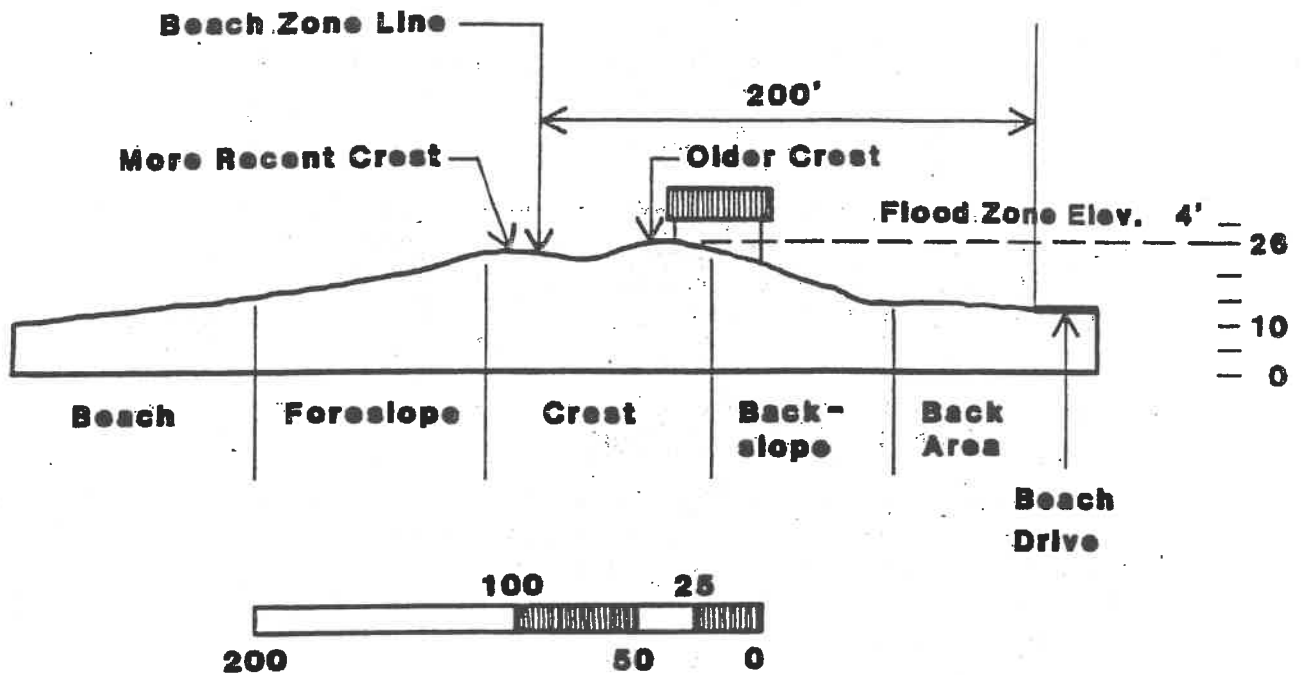 Beach Zone Line
200'
More Recent Crest
Older Crest
Flood Zone Elev. 4'
26
10
0
Beach
Foreslope
Crest
Back-
slope
Back
Area
Beach
Drive
100 25
200 50 0